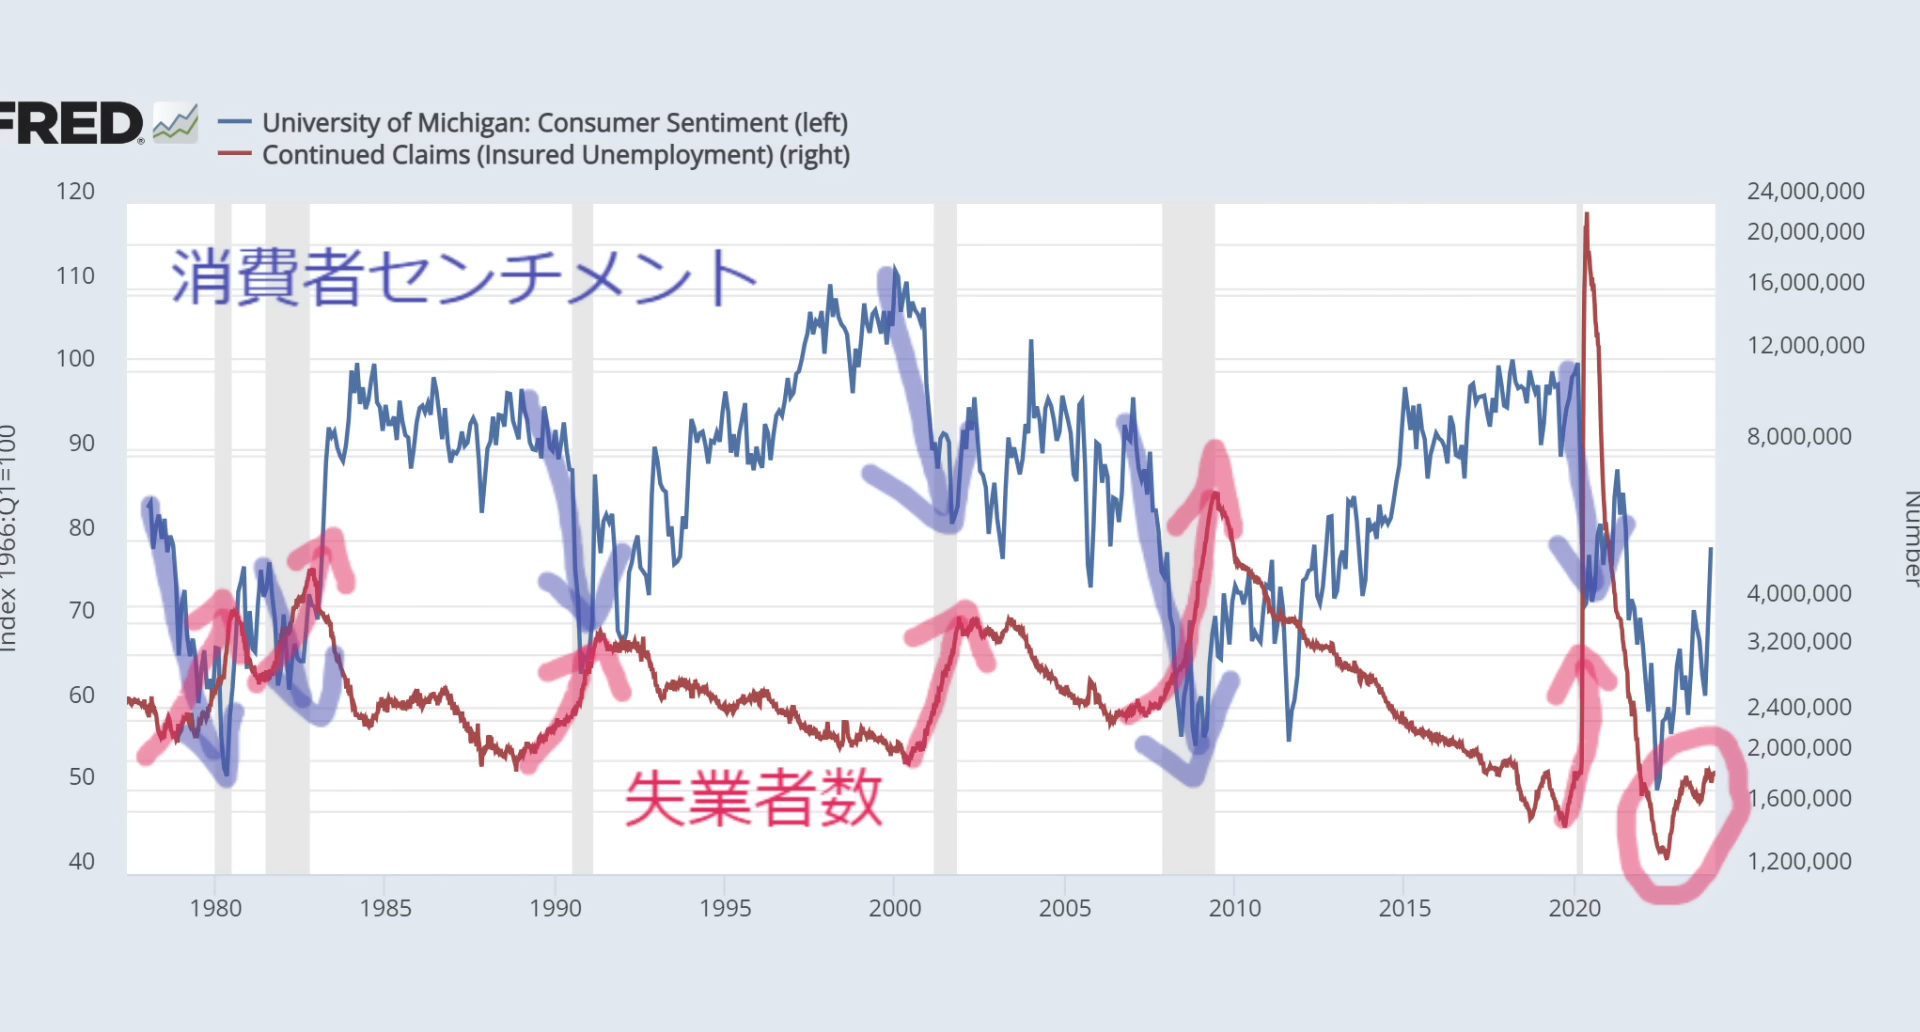 FRED
University of Michigan: Consumer Sentiment (left)
Continued Claims (Insured Unemployment) (right)
消費者センチメント
失業者数
Index 1966:Q1=100
120
110
100
90
80
70
60
50
40
24,000,000
20,000,000
16,000,000
12,000,000
8,000,000
4,000,000
3,200,000
2,400,000
2,000,000
1,600,000
1,200,000
Number
1980 1985 1990 1995 2000 2005 2010 2015 2020